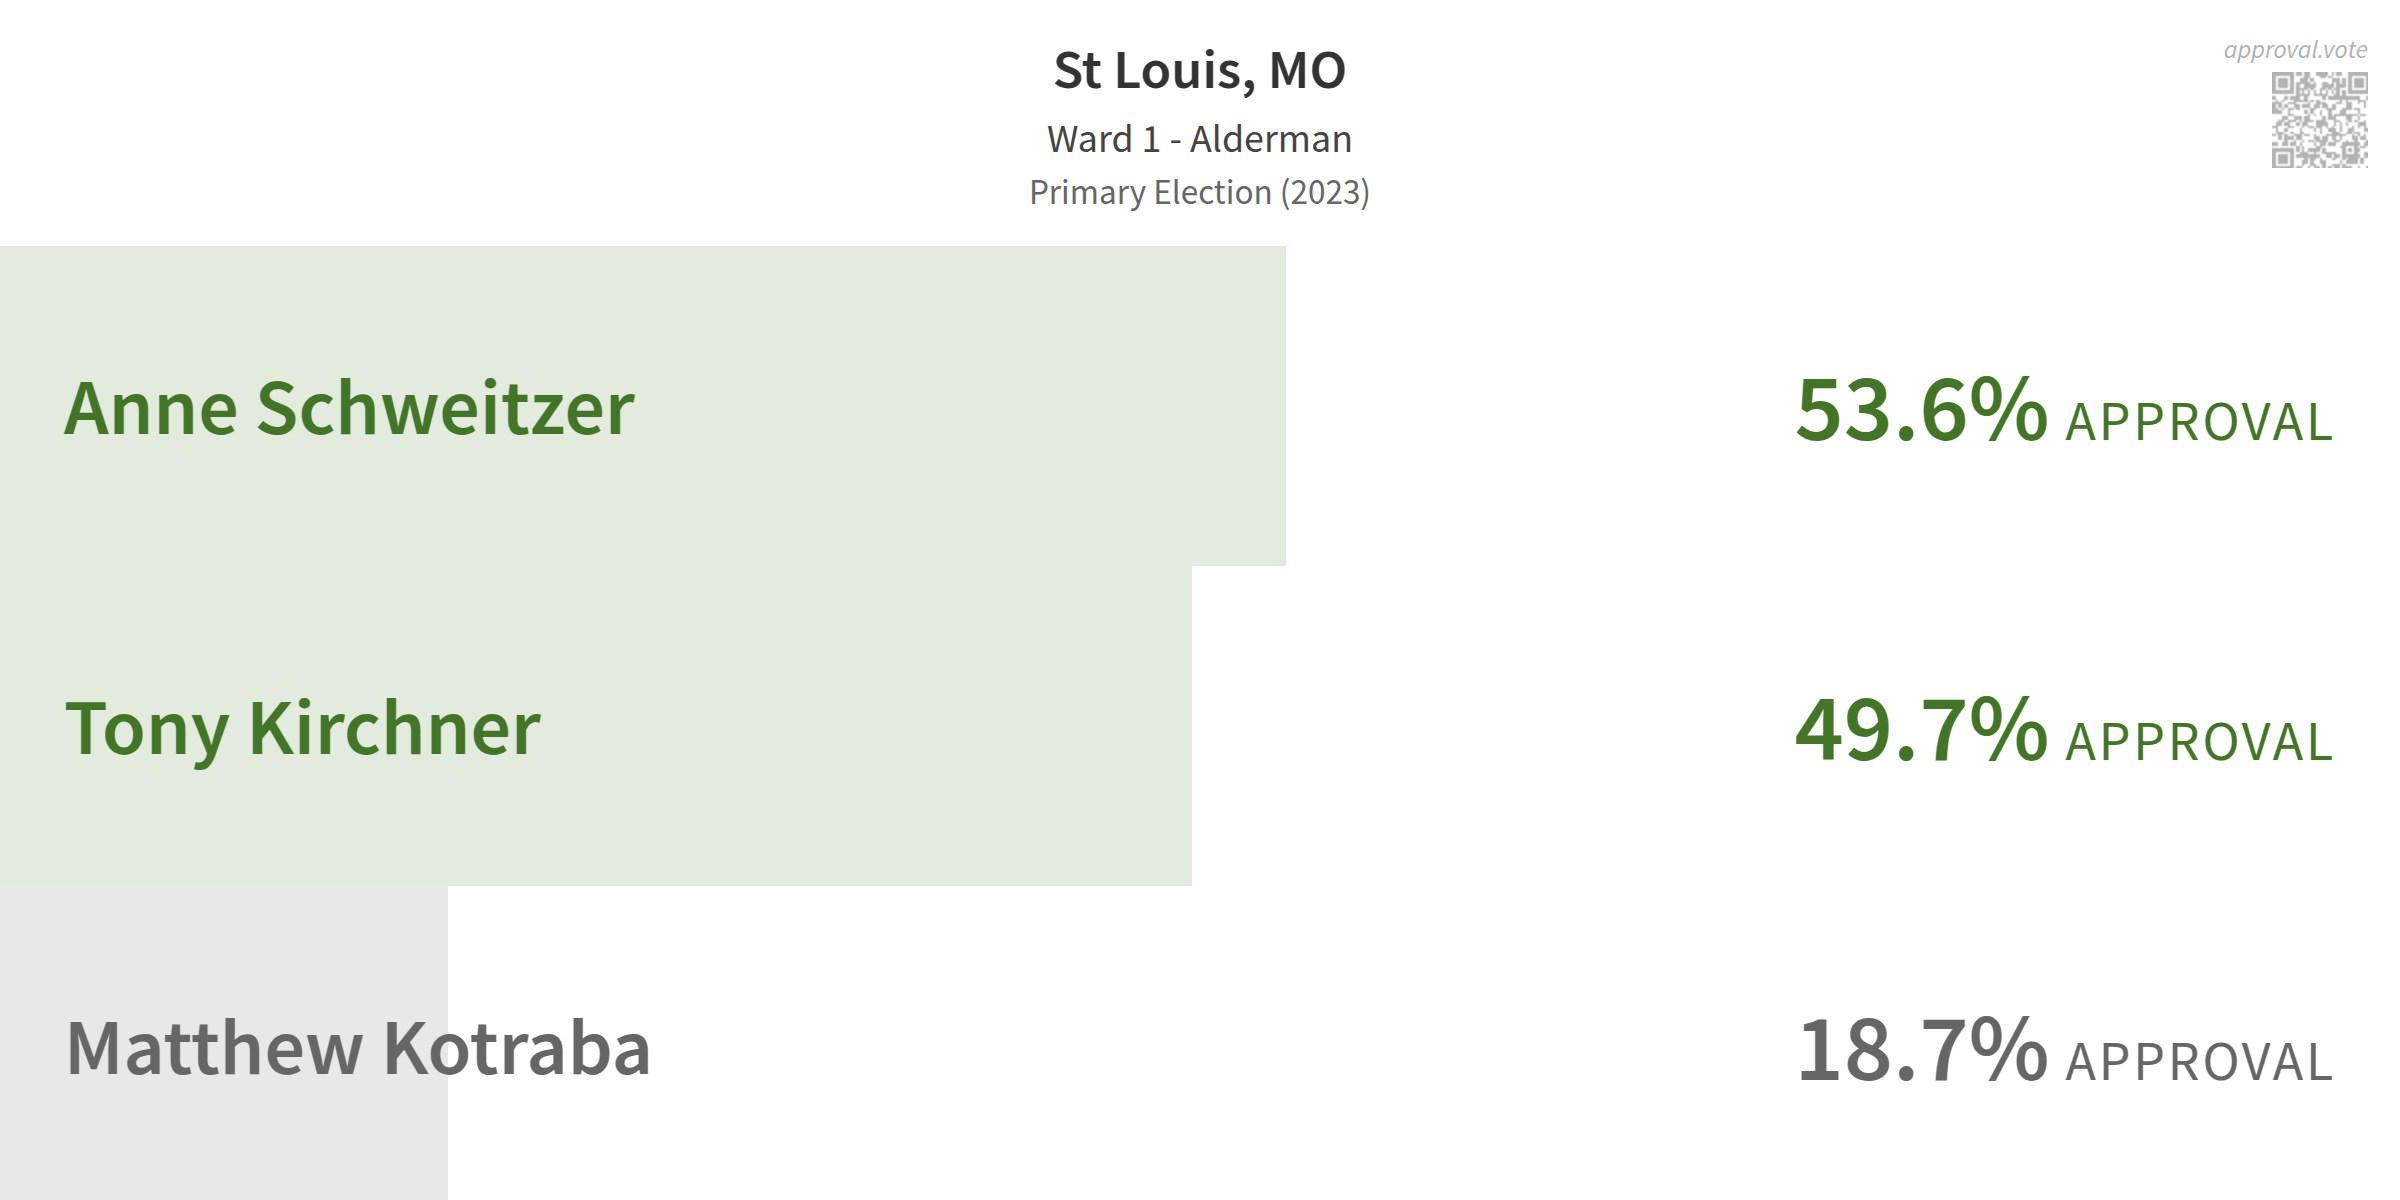 St Louis, MO
Ward 1 - Alderman
Primary Election (2023)
approval.vote
Anne Schweitzer 53.6% APPROVAL
Tony Kirchner 49.7% APPROVAL
Matthew Kotraba 18.7% APPROVAL